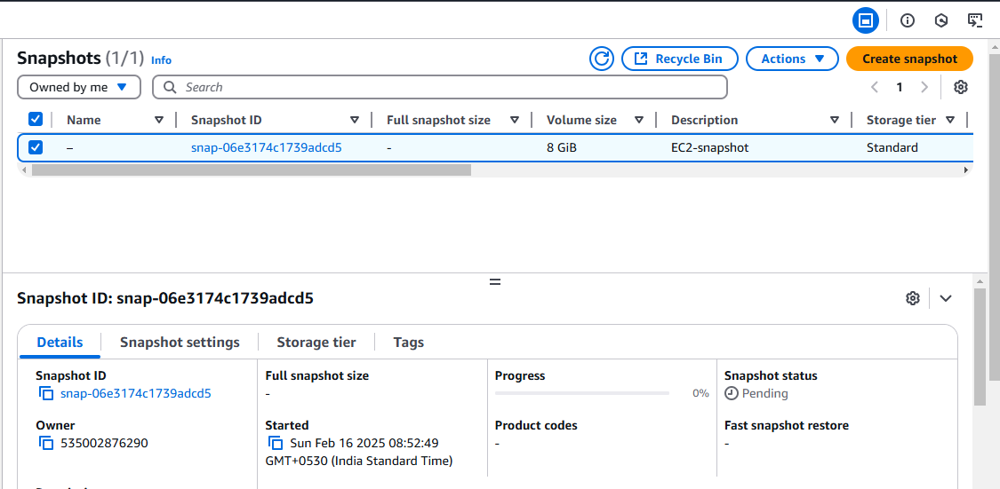 Snapshots (1/1) Info
Recycle Bin Actions Create snapshot
Owned by me Search 1
Name Snapshot ID Full snapshot size Volume size Description Storage tier
– snap-06e3174c1739adcd5 - 8 GiB EC2-snapshot Standard
Snapshot ID: snap-06e3174c1739adcd5
Details Snapshot settings Storage tier Tags
Snapshot ID Full snapshot size Progress Snapshot status
snap-06e3174c1739adcd5 - 0% Pending
Owner Started Product codes Fast snapshot restore
535002876290 Sun Feb 16 2025 08:52:49 - -
GMT+0530 (India Standard Time)